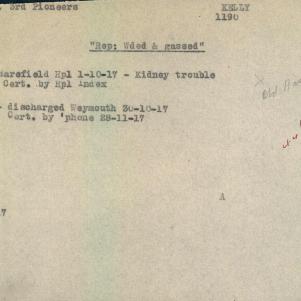 3rd Pioneers KELLY
1190
"Rep; Wded & gassed"
Harefield Hpl 1-10-17 - Kidney trouble
Cert. by Hpl Index
- discharged Weymouth 30-10-17
Cert. by 'phone 28-11-17
Old
A
7